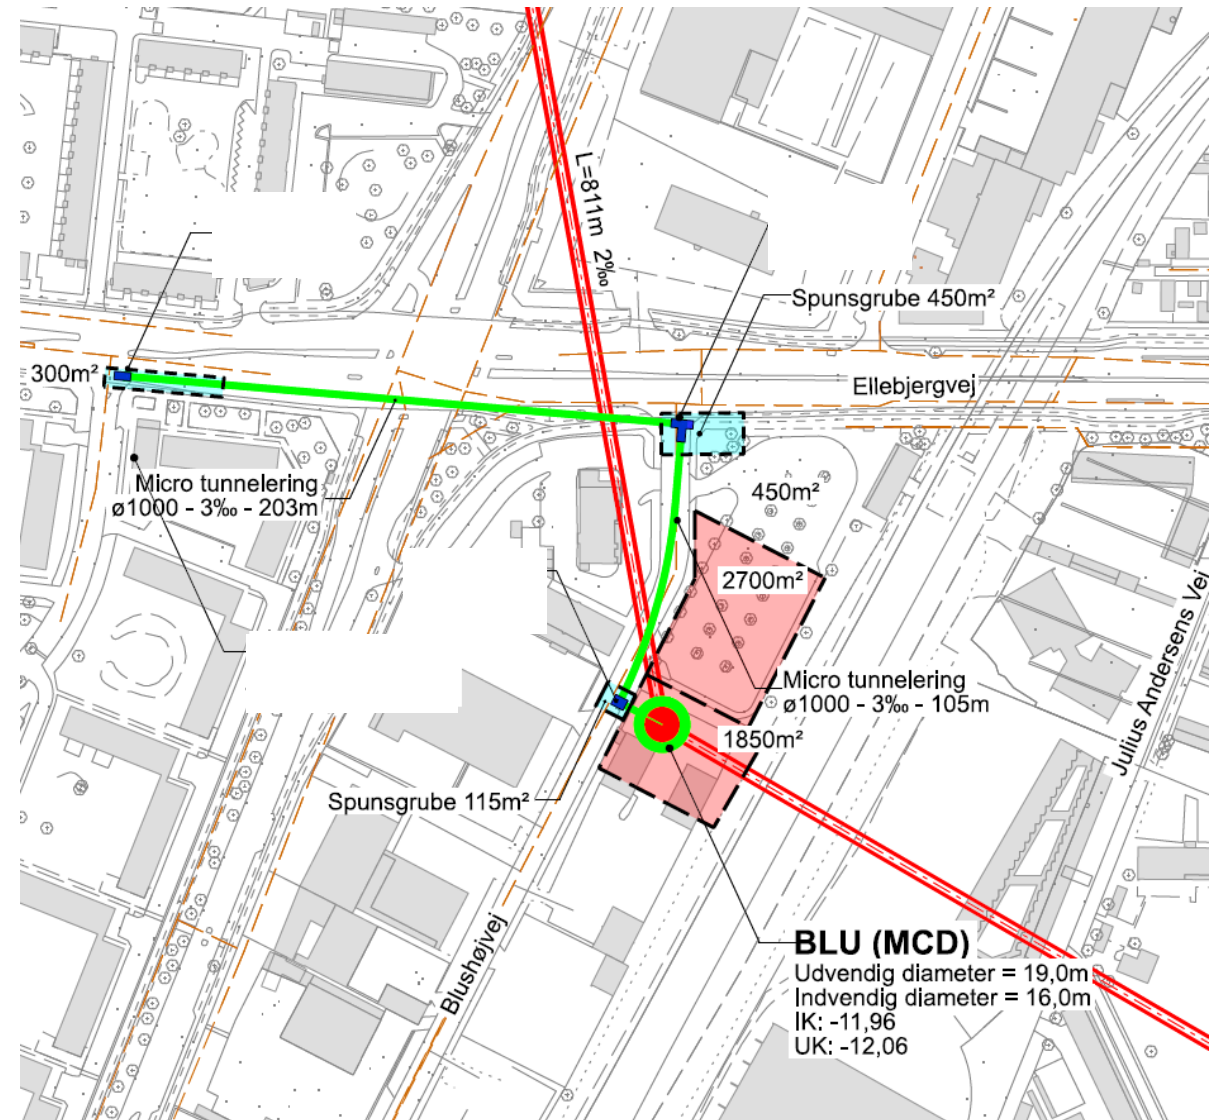 L=811m 2‰
Spunsgrube 450m²
300m²
Ellebjergvej
Micro tunnelering
ø1000 - 3‰ - 203m
450m²
2700m²
Micro tunnelering
ø1000 - 3‰ - 105m
1850m²
Julius Andersens Vej
Spunsgrube 115m²
Blushøjvej
BLU (MCD)
Udvendig diameter = 19,0m
Indvendig diameter = 16,0m
IK: -11,96
UK: -12,06